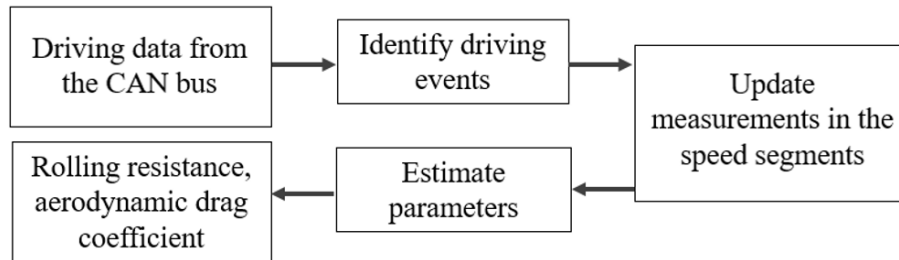 Driving data from
the CAN bus
Identify driving
events
Update
measurements in the
speed segments
Estimate
parameters
Rolling resistance,
aerodynamic drag
coefficient